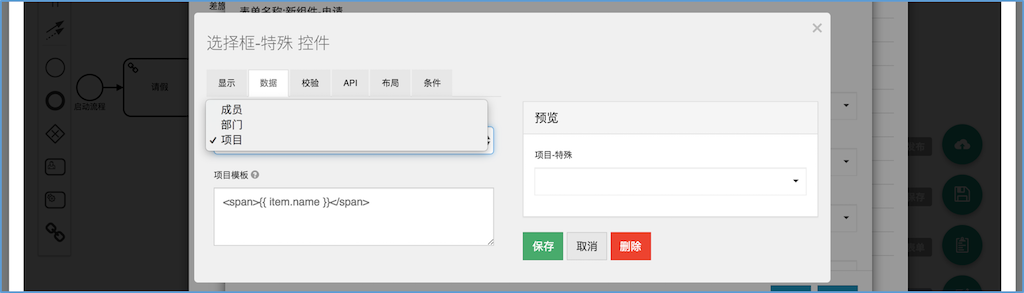 差旅
表单名称:新组件-申请
选择框-特殊 控件
×
显示
数据
校验
API
布局
条件
成员
部门
✓ 项目
项目模板
<span>{{ item.name }}</span>
预览
项目-特殊
保存
取消
删除
请假
启动流程